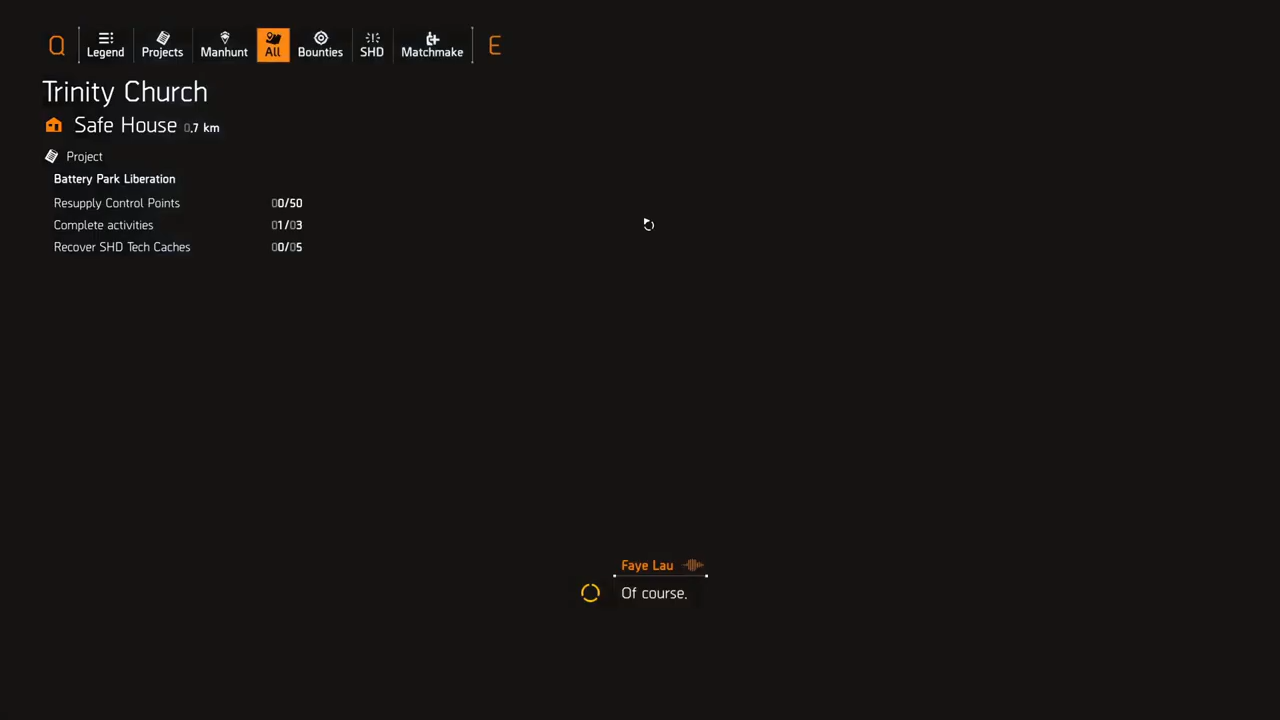 Q Legend Projects Manhunt All Bounties SHD Matchmake E
Trinity Church
Safe House 0.7 km
Project
Battery Park Liberation
Resupply Control Points 00/50
Complete activities 01/03
Recover SHD Tech Caches 00/05
Faye Lau
Of course.